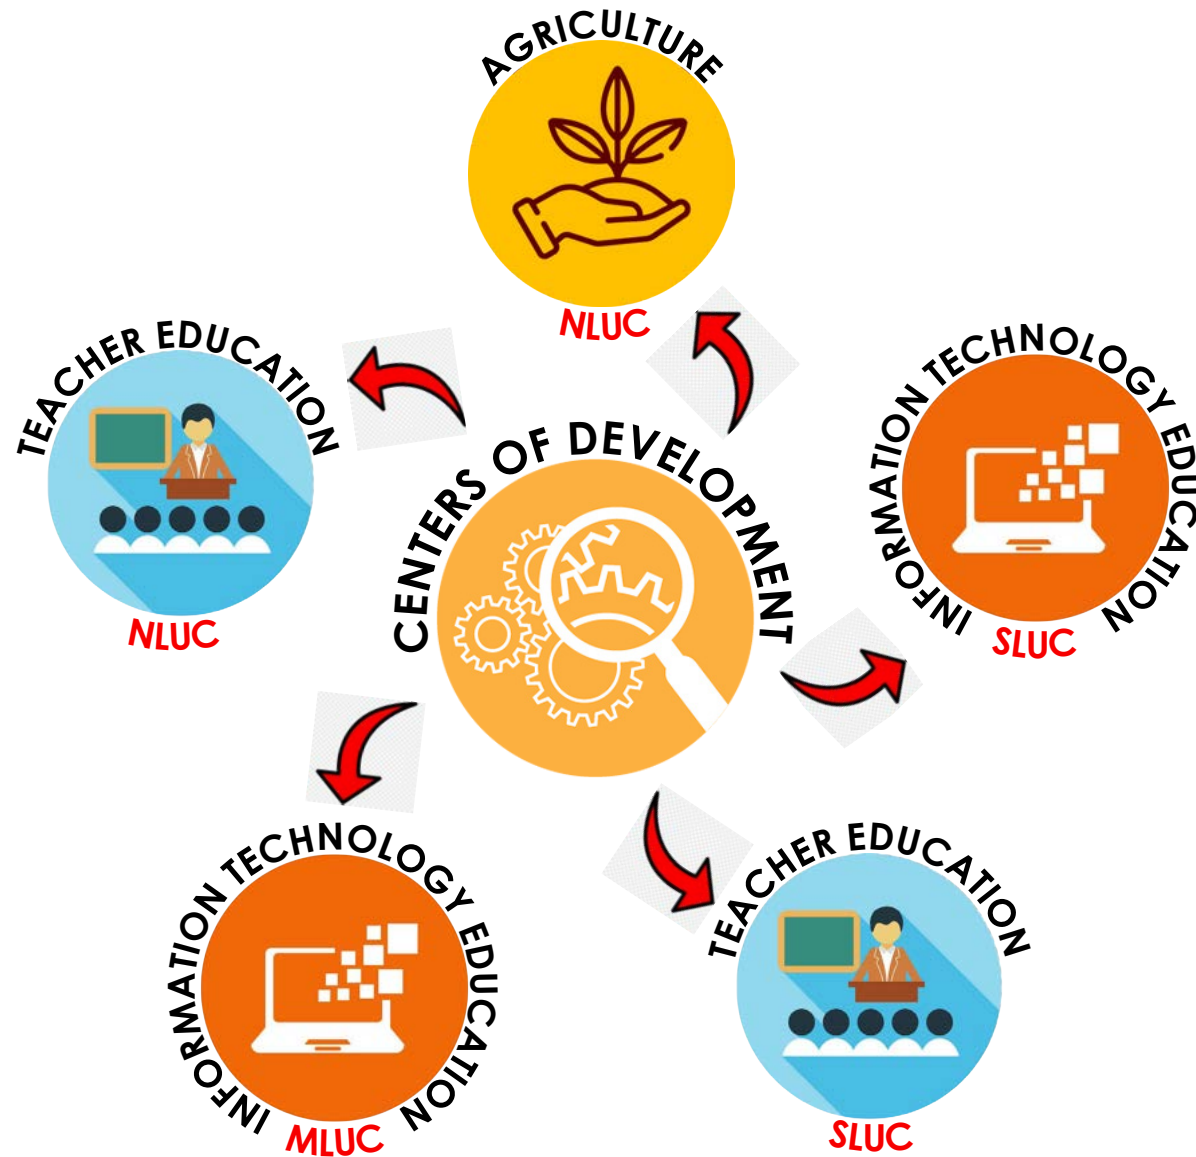 AGRICULTURE
NLUC
TEACHER EDUCATION
NLUC
INFORMATION TECHNOLOGY EDUCATION
SLUC
CENTERS OF DEVELOPMENT
INFORMATION TECHNOLOGY EDUCATION
MLUC
TEACHER EDUCATION
SLUC